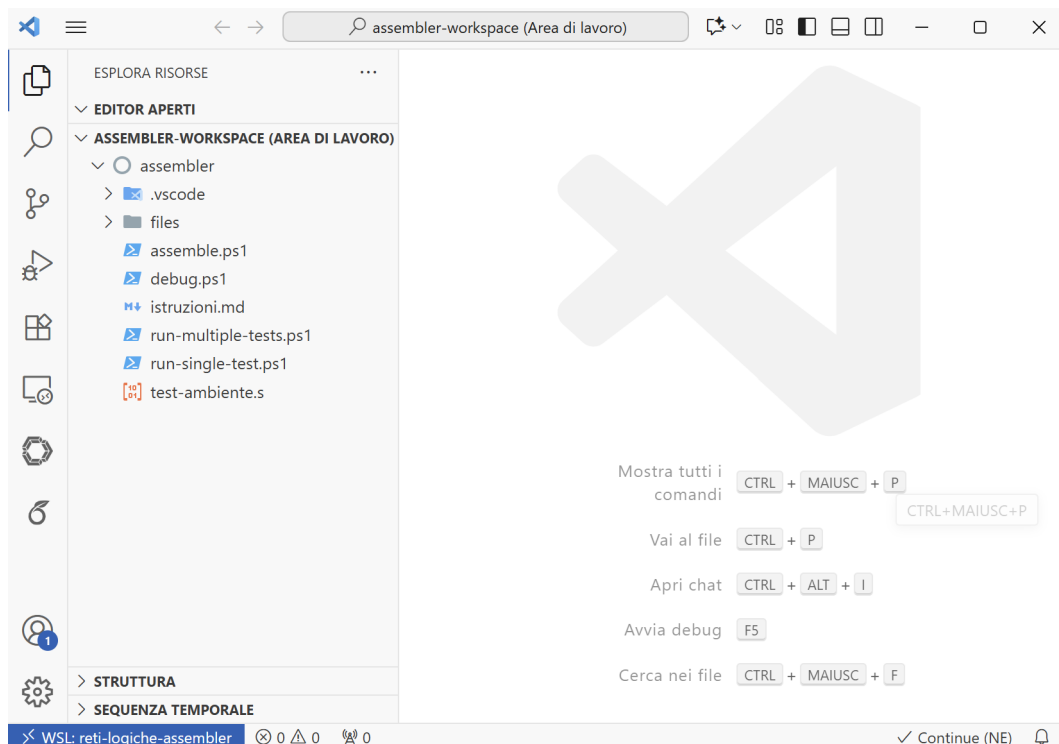 assembler-workspace (Area di lavoro)
ESPLORA RISORSE
EDITOR APERTI
ASSEMBLER-WORKSPACE (AREA DI LAVORO)
assembler
.vscode
files
assemble.ps1
debug.ps1
istruzioni.md
run-multiple-tests.ps1
run-single-test.ps1
test-ambiente.s
Mostra tutti i
comandi
CTRL + MAIUSC + P
CTRL+MAIUSC+P
Vai al file CTRL + P
Apri chat CTRL + ALT + I
Avvia debug F5
Cerca nei file CTRL + MAIUSC + F
1
STRUTTURA
SEQUENZA TEMPORALE
WSL: reti-logiche-assembler 0 0 0 Continue (NE)